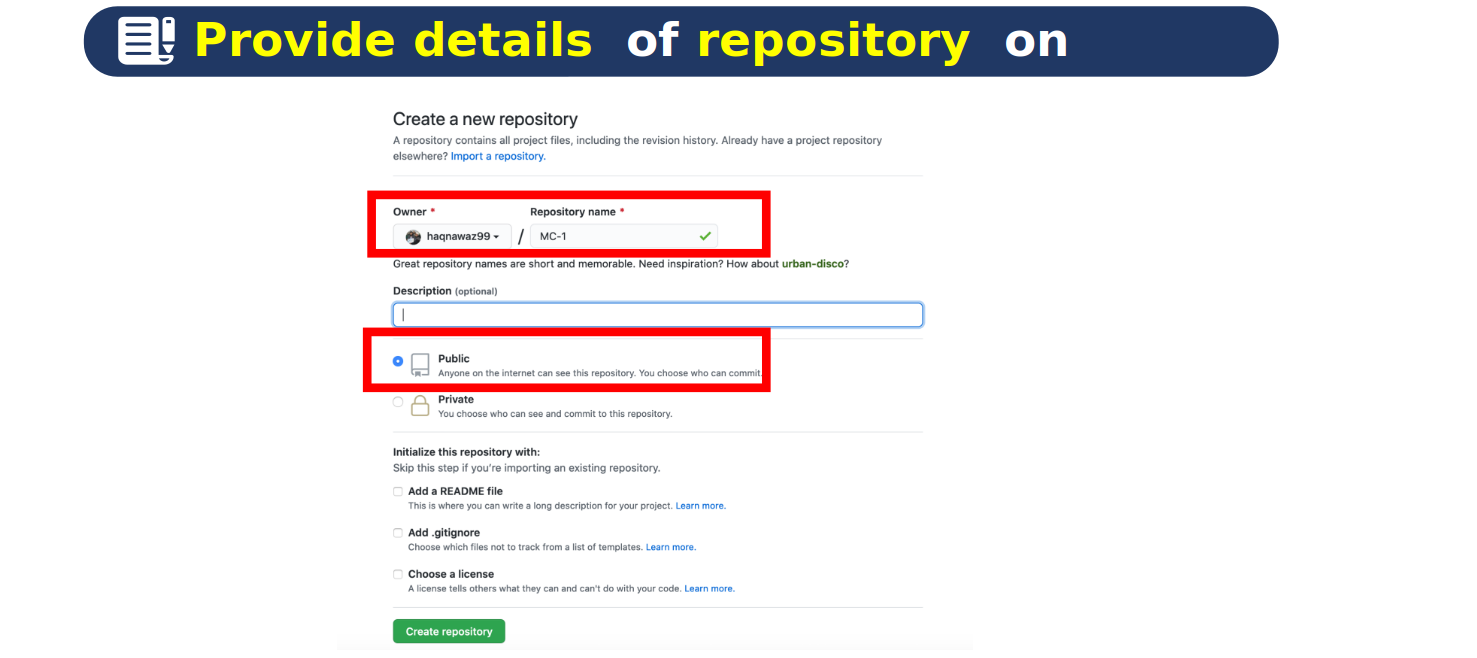 Provide details of repository on
Create a new repository
A repository contains all project files, including the revision history. Already have a project repository
elsewhere? Import a repository.
Owner * Repository name *
haqnawaz99 / MC-1
Great repository names are short and memorable. Need inspiration? How about urban-disco?
Description (optional)
Public
Anyone on the internet can see this repository. You choose who can commit.
Private
You choose who can see and commit to this repository.
Initialize this repository with:
Skip this step if you're importing an existing repository.
Add a README file
This is where you can write a long description for your project. Learn more.
Add .gitignore
Choose which files not to track from a list of templates. Learn more.
Choose a license
A license tells others what they can and can't do with your code. Learn more.
Create repository